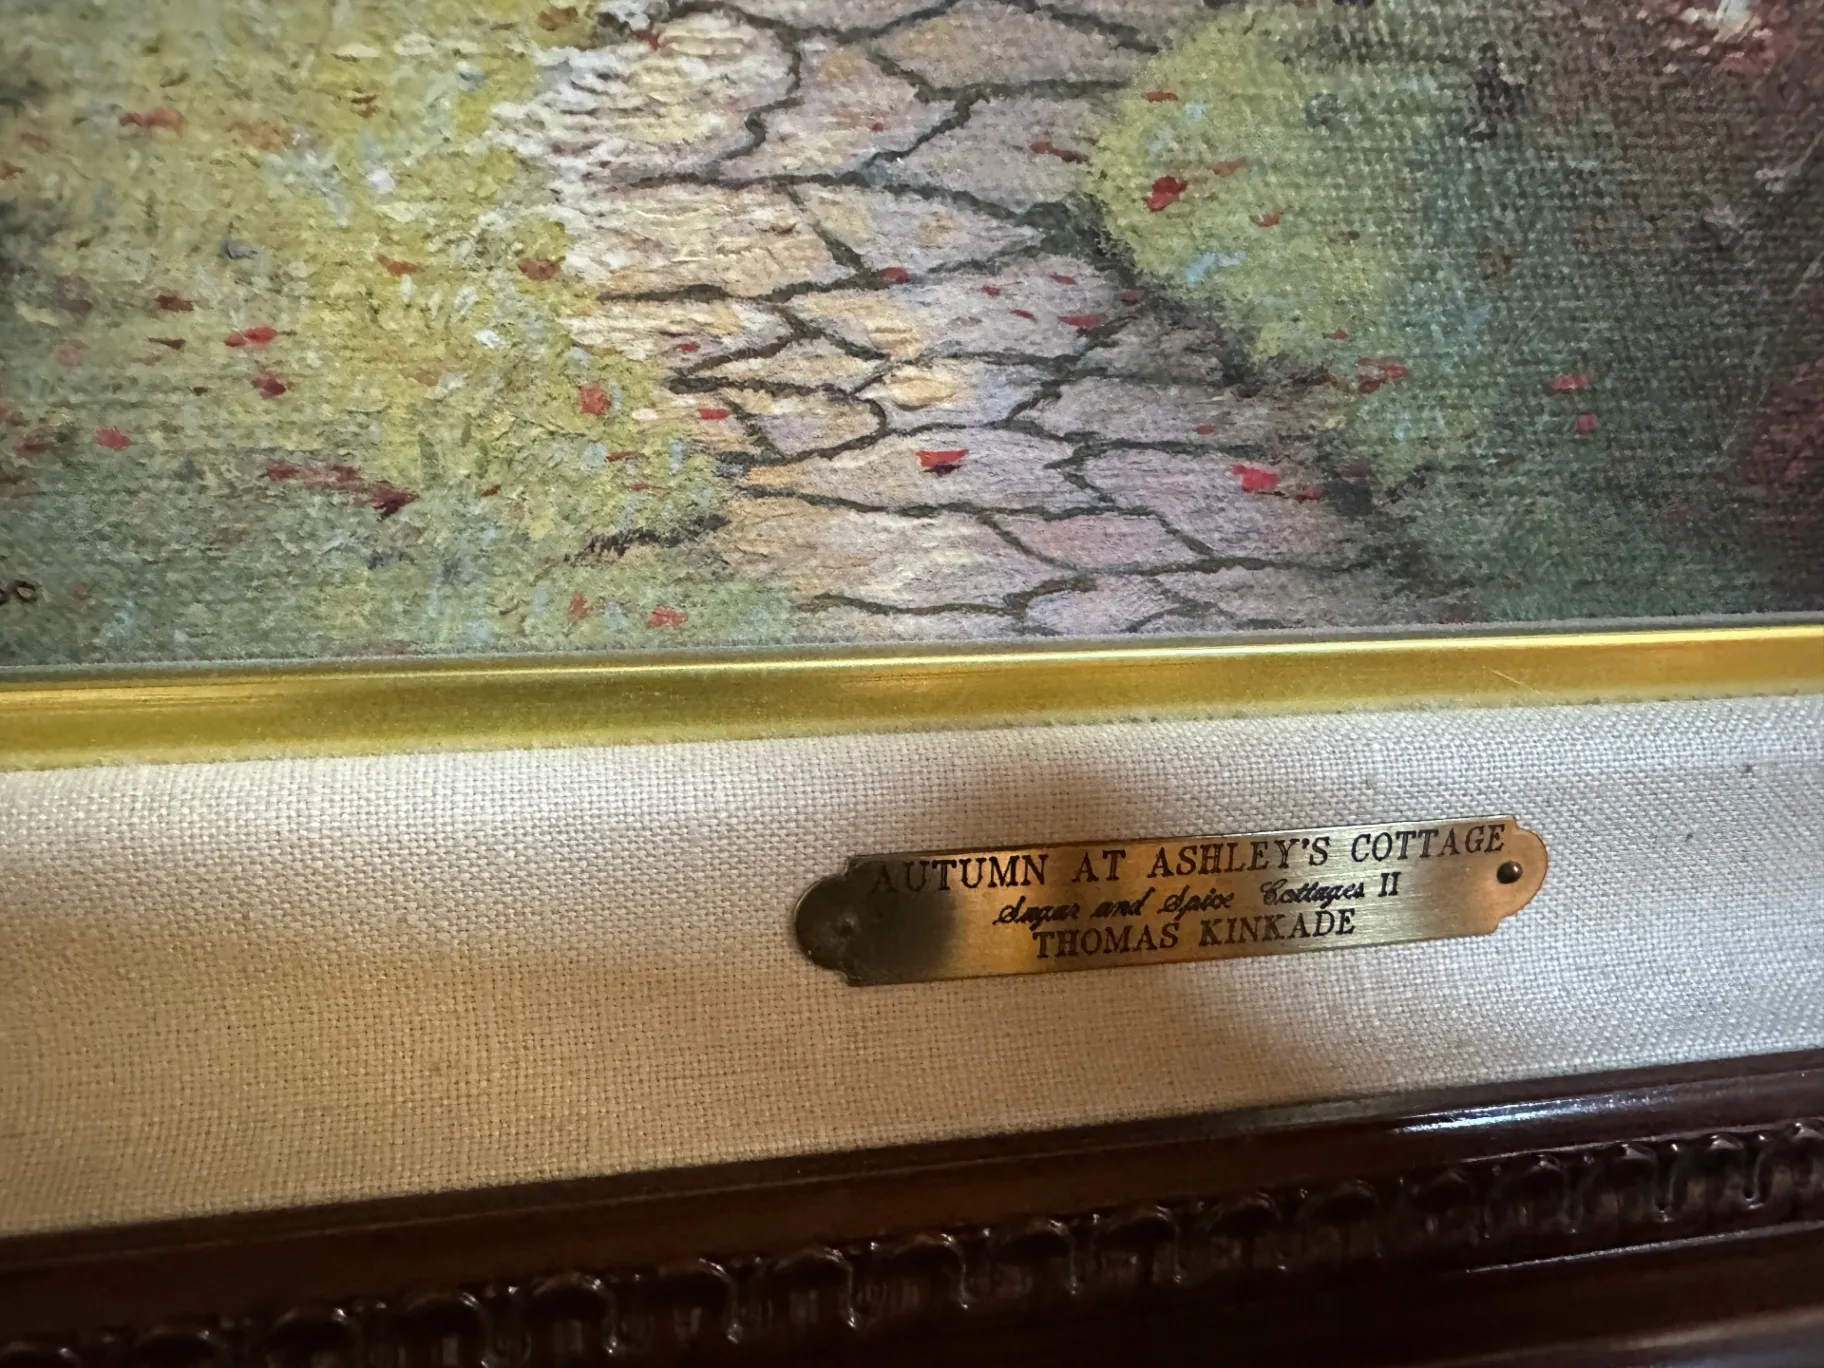 AUTUMN AT ASHLEY'S COTTAGE
Sugar and Spice Cottages II
THOMAS KINKADE